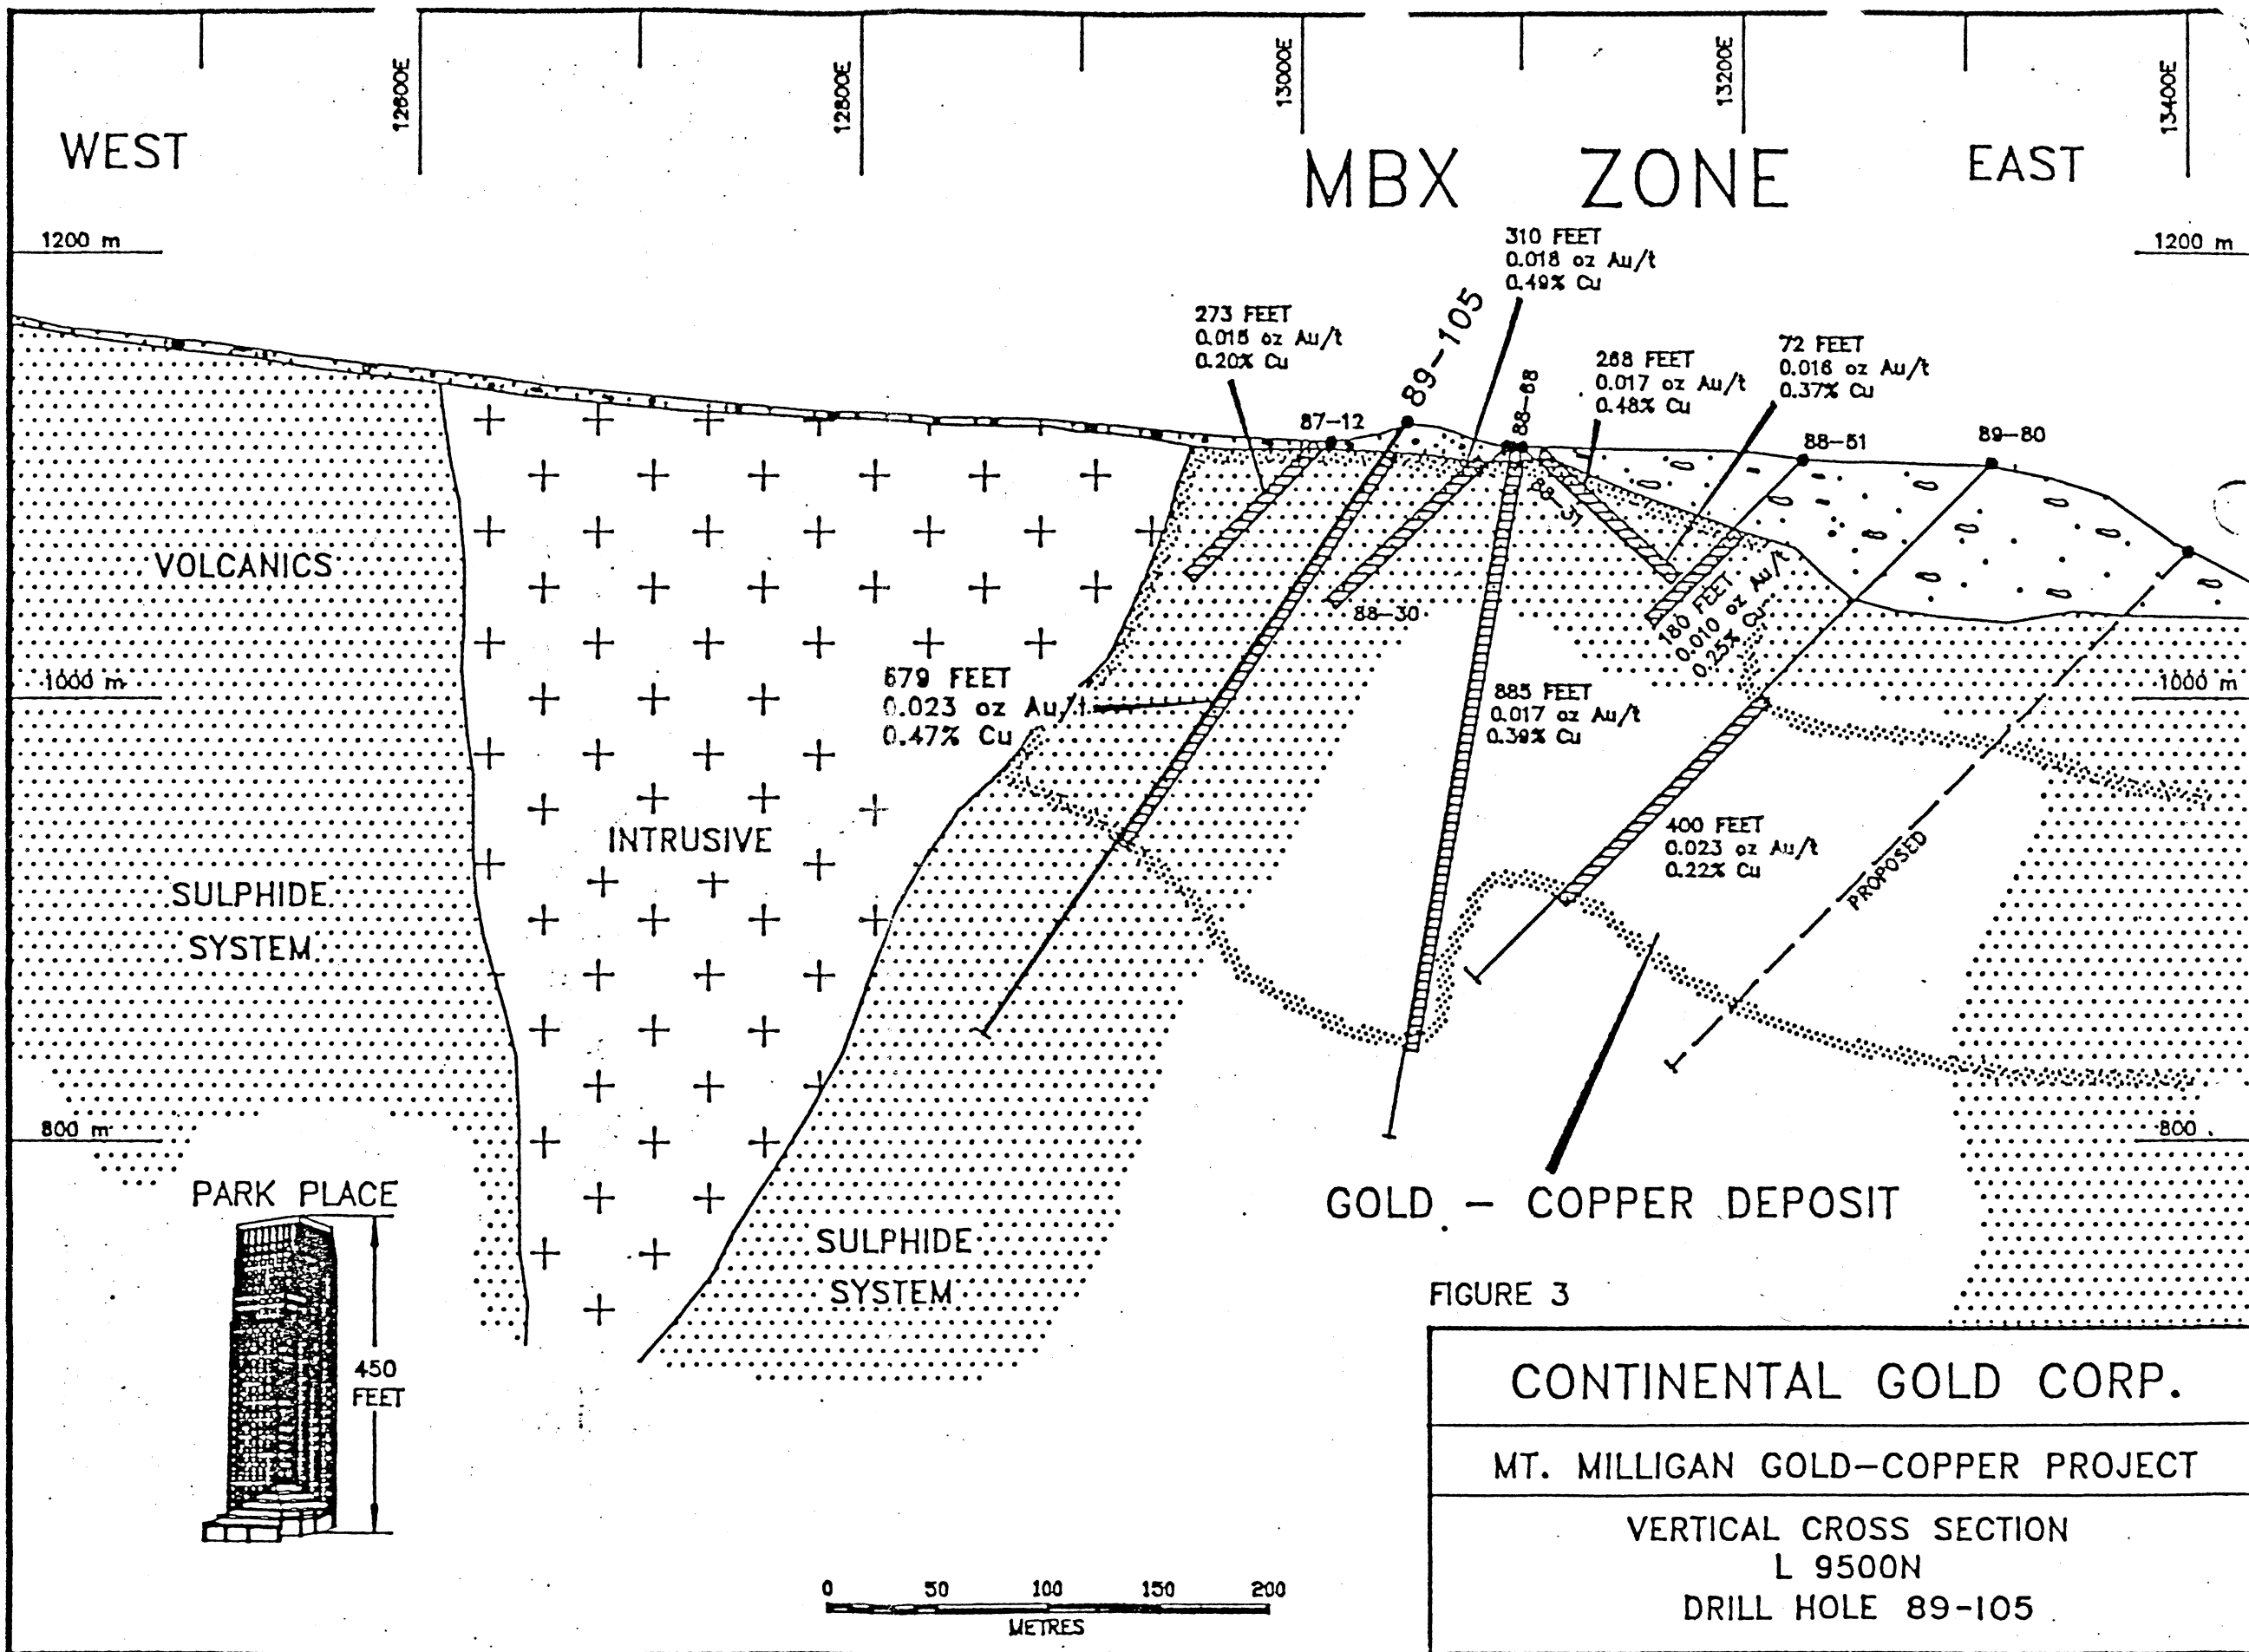 12600E
12800E
13000E
13200E
13400E
WEST
MBX ZONE
EAST
1200 m
1200 m
310 FEET
0.018 oz Au/t
0.49% Cu
273 FEET
0.015 oz Au/t
0.20% Cu
89-105
88-68
268 FEET
0.017 oz Au/t
0.48% Cu
72 FEET
0.016 oz Au/t
0.37% Cu
87-12
88-51
89-80
88-31
VOLCANICS
88-30
180 FEET
0.010 oz Au/t
0.25% Cu
1000 m
1000 m
679 FEET
0.023 oz Au/t
0.47% Cu
885 FEET
0.017 oz Au/t
0.39% Cu
INTRUSIVE
400 FEET
0.023 oz Au/t
0.22% Cu
PROPOSED
SULPHIDE
SYSTEM
800 m
800
PARK PLACE
GOLD - COPPER DEPOSIT
SULPHIDE
SYSTEM
450
FEET
FIGURE 3
CONTINENTAL GOLD CORP.
MT. MILLIGAN GOLD-COPPER PROJECT
VERTICAL CROSS SECTION
L 9500N
DRILL HOLE 89-105
0 50 100 150 200
METRES